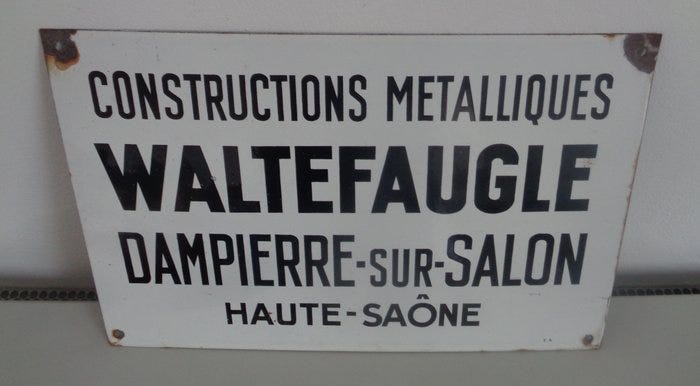 CONSTRUCTIONS METALLIQUES
WALTEFAUGLE
DAMPIERRE-SUR-SALON
HAUTE-SAÔNE